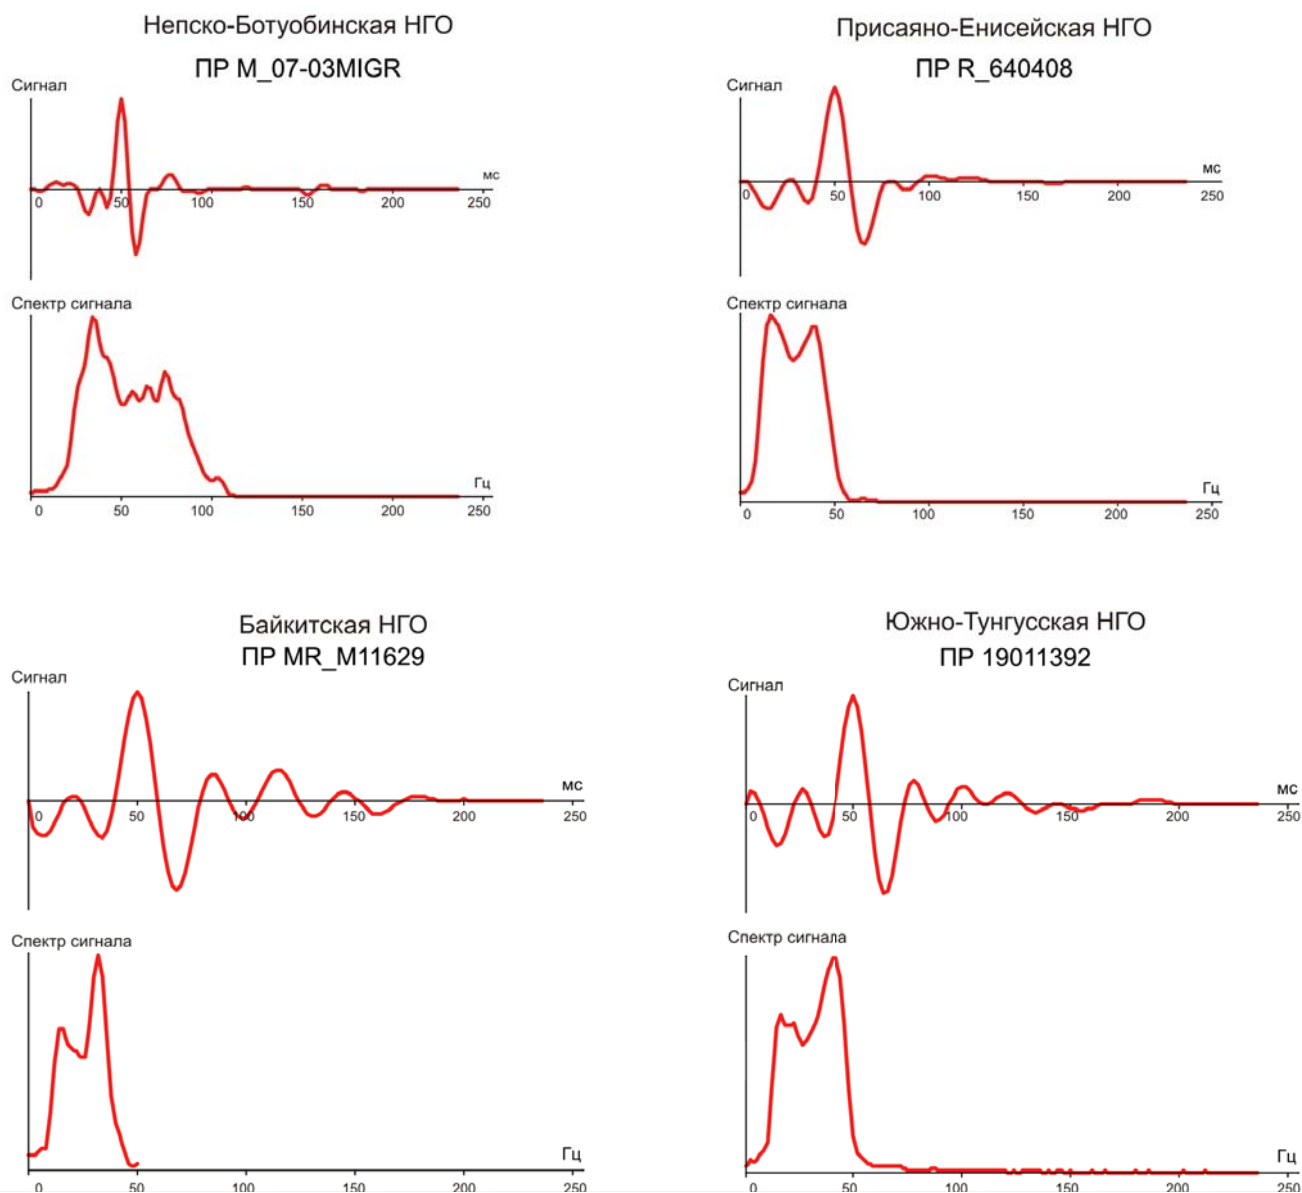 Непско-Ботуобинская НГО
ПР M_07-03MIGR
Сигнал
мс
0 50 100 150 200 250
Спектр сигнала
Гц
0 50 100 150 200 250
Присаяно-Енисейская НГО
ПР R_640408
Сигнал
мс
0 50 100 150 200 250
Спектр сигнала
Гц
0 50 100 150 200 250
Байкитская НГО
ПР MR_M11629
Сигнал
мс
0 50 100 150 200 250
Спектр сигнала
Гц
0 50 100 150 200 250
Южно-Тунгусская НГО
ПР 19011392
Сигнал
мс
0 50 100 150 200 250
Спектр сигнала
Гц
0 50 100 150 200 250